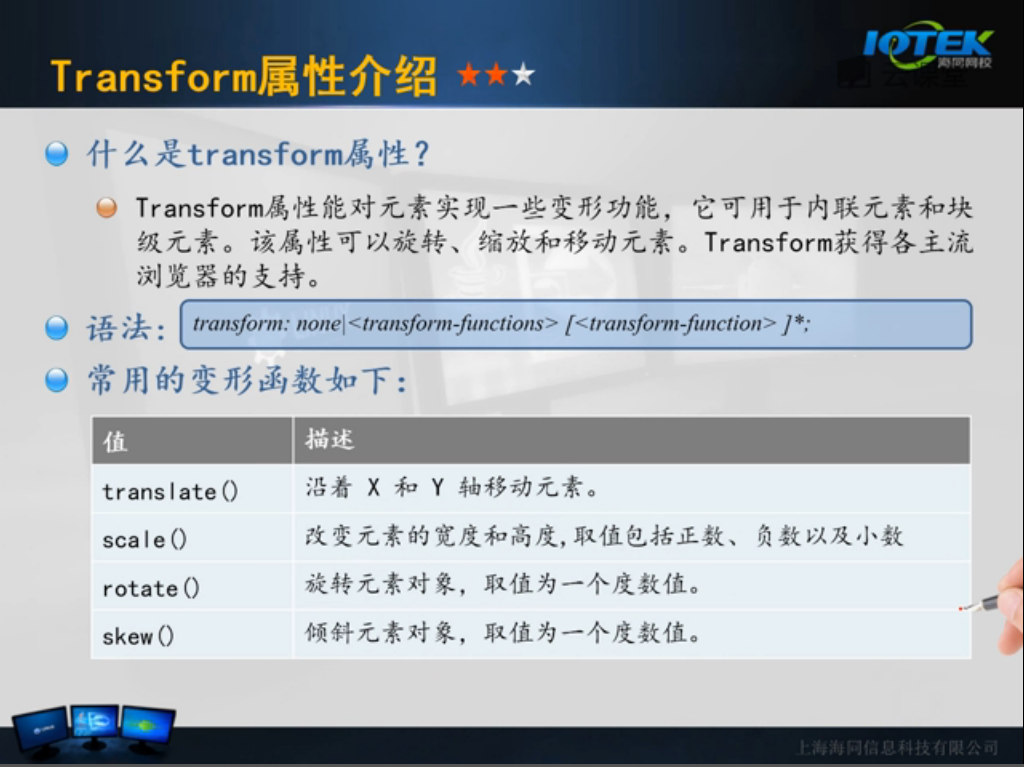 IOTEK
海同网校
云课堂
Transform属性介绍
什么是transform属性？
Transform属性能对元素实现一些变形功能，它可用于内联元素和块
级元素。该属性可以旋转、缩放和移动元素。Transform获得各主流
浏览器的支持。
语法：
transform: none|<transform-functions> [<transform-function> ]*;
常用的变形函数如下：
值 描述
translate() 沿着 X 和 Y 轴移动元素。
scale() 改变元素的宽度和高度,取值包括正数、负数以及小数
rotate() 旋转元素对象，取值为一个度数值。
skew() 倾斜元素对象，取值为一个度数值。
上海海同信息科技有限公司